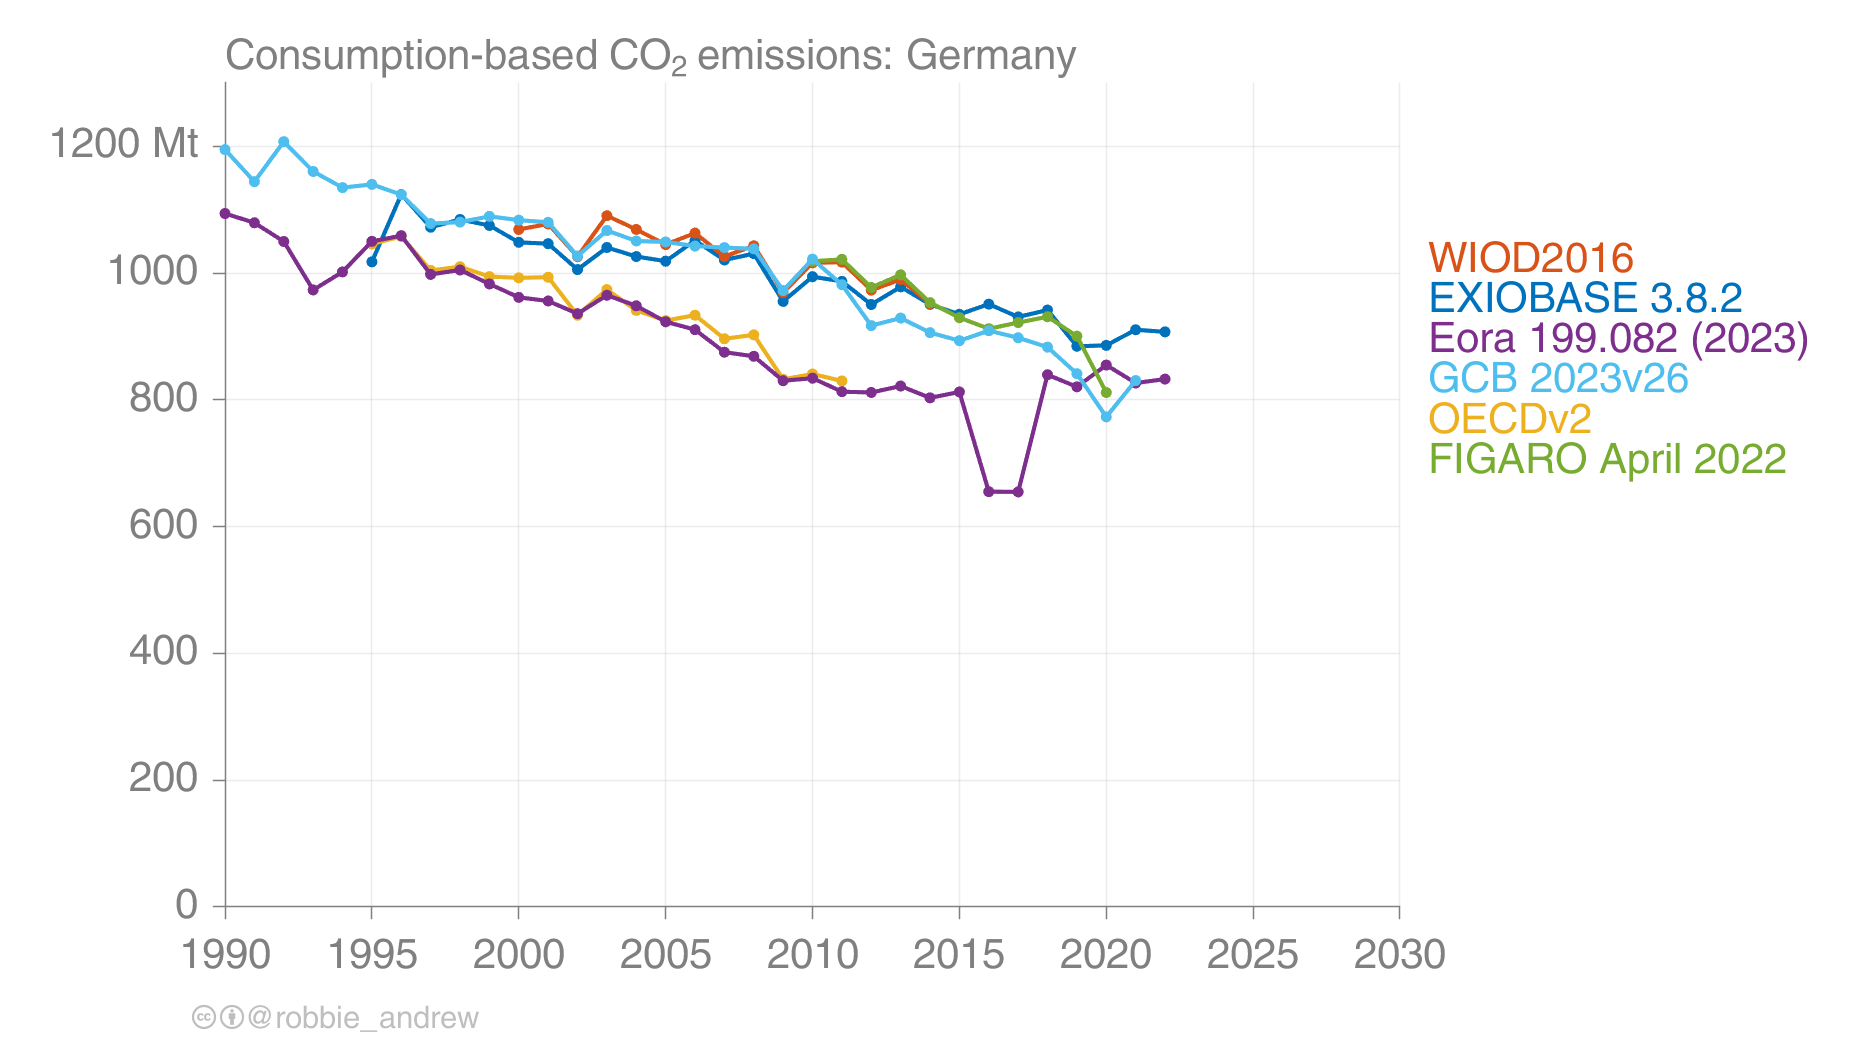 Consumption-based CO₂ emissions: Germany
1200 Mt
1000
800
600
400
200
0
1990 1995 2000 2005 2010 2015 2020 2025 2030
WIOD2016
EXIOBASE 3.8.2
Eora 199.082 (2023)
GCB 2023v26
OECDv2
FIGARO April 2022
cc @robbie_andrew